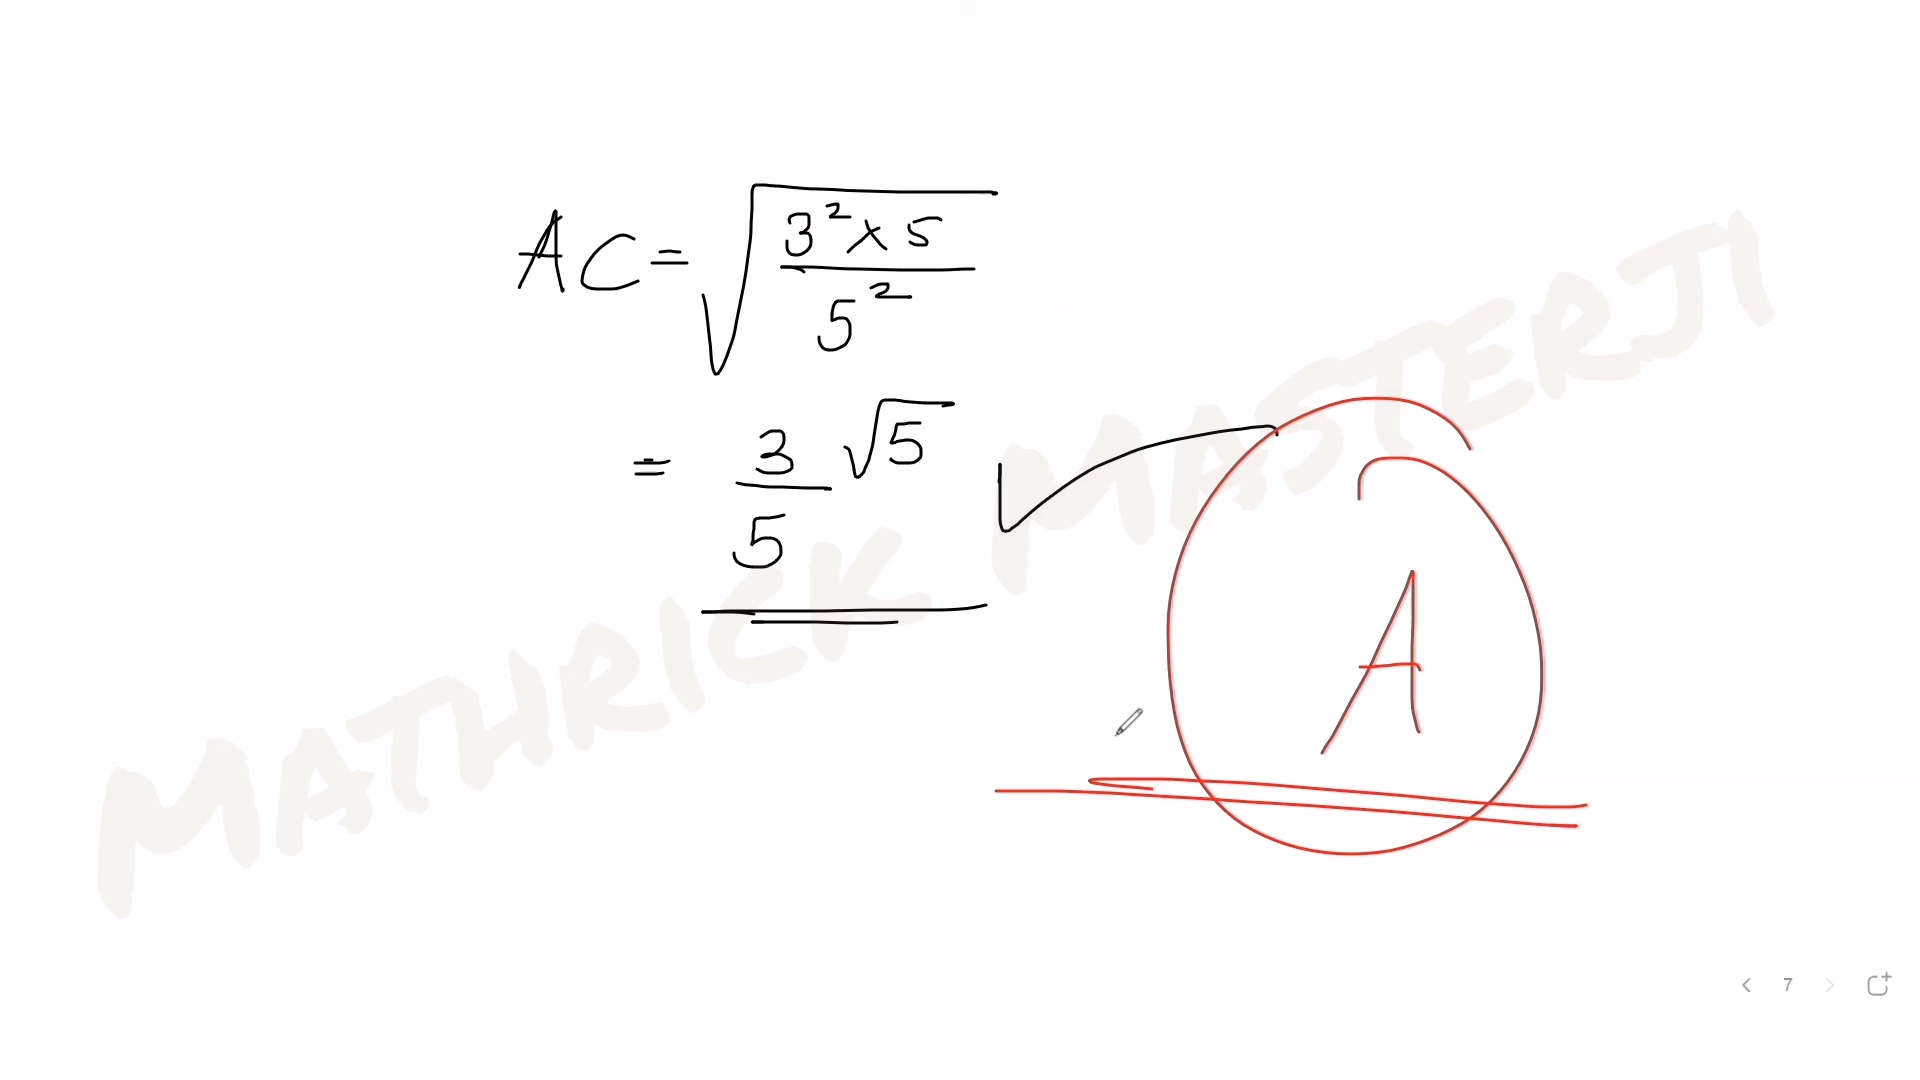 AC = √(3² × 5 / 5²)
= 3/5 √5
A
MATHRICK MASTERJI
7